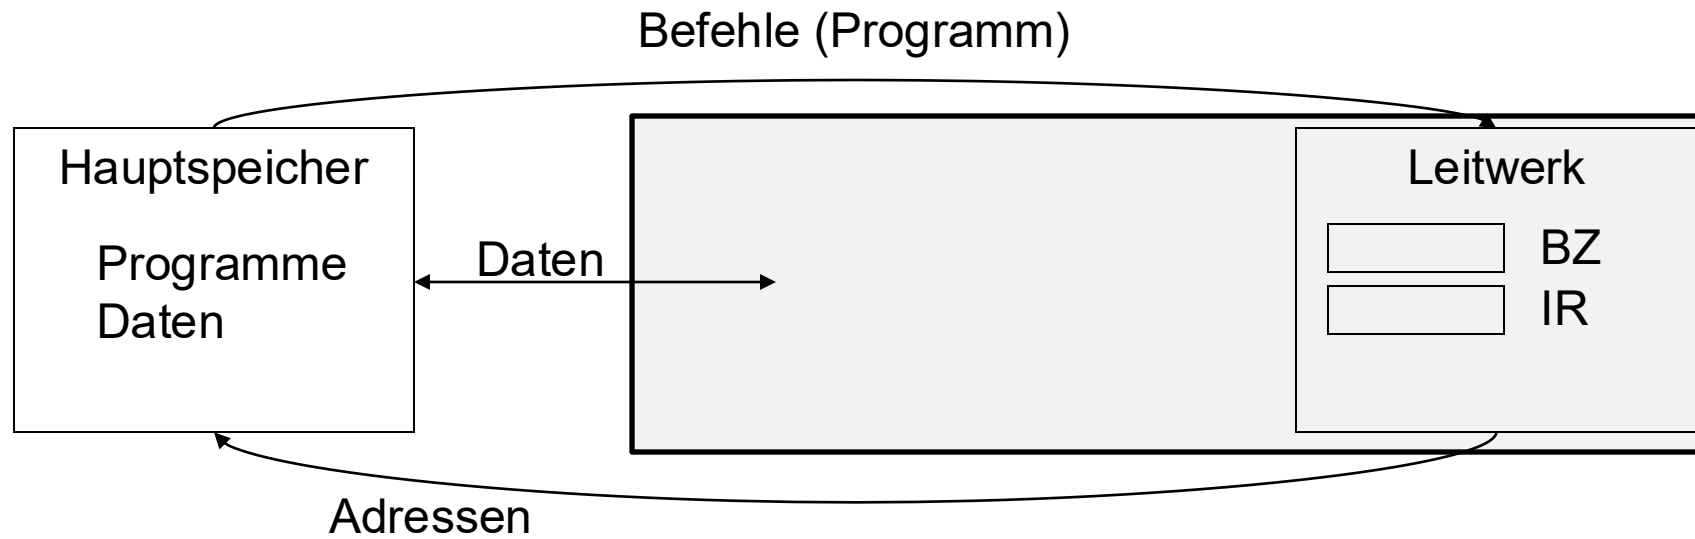 Befehle (Programm)
Hauptspeicher
Programme
Daten
Daten
Leitwerk
BZ
IR
Adressen